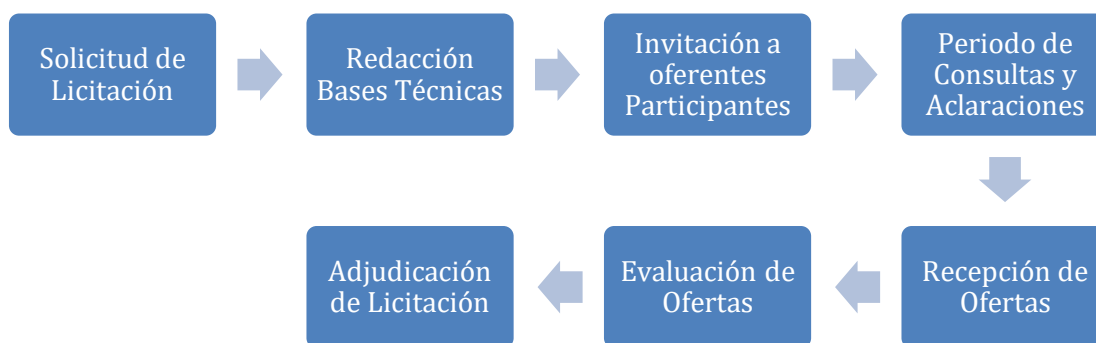 Solicitud de
Licitación
Redacción
Bases Técnicas
Invitación a
oferentes
Participantes
Periodo de
Consultas y
Aclaraciones
Recepción de
Ofertas
Evaluación de
Ofertas
Adjudicación
de Licitación